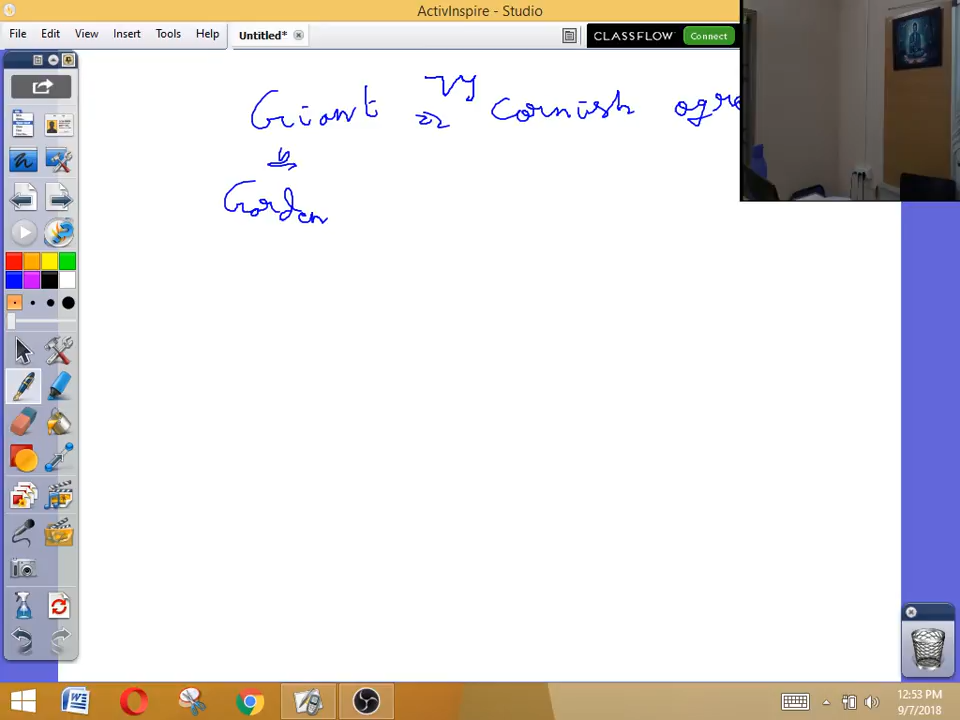 ActivInspire - Studio
File Edit View Insert Tools Help Untitled* CLASSFLOW Connect
7y
Giant Cornish ogre
Garden
12:53 PM
9/7/2018